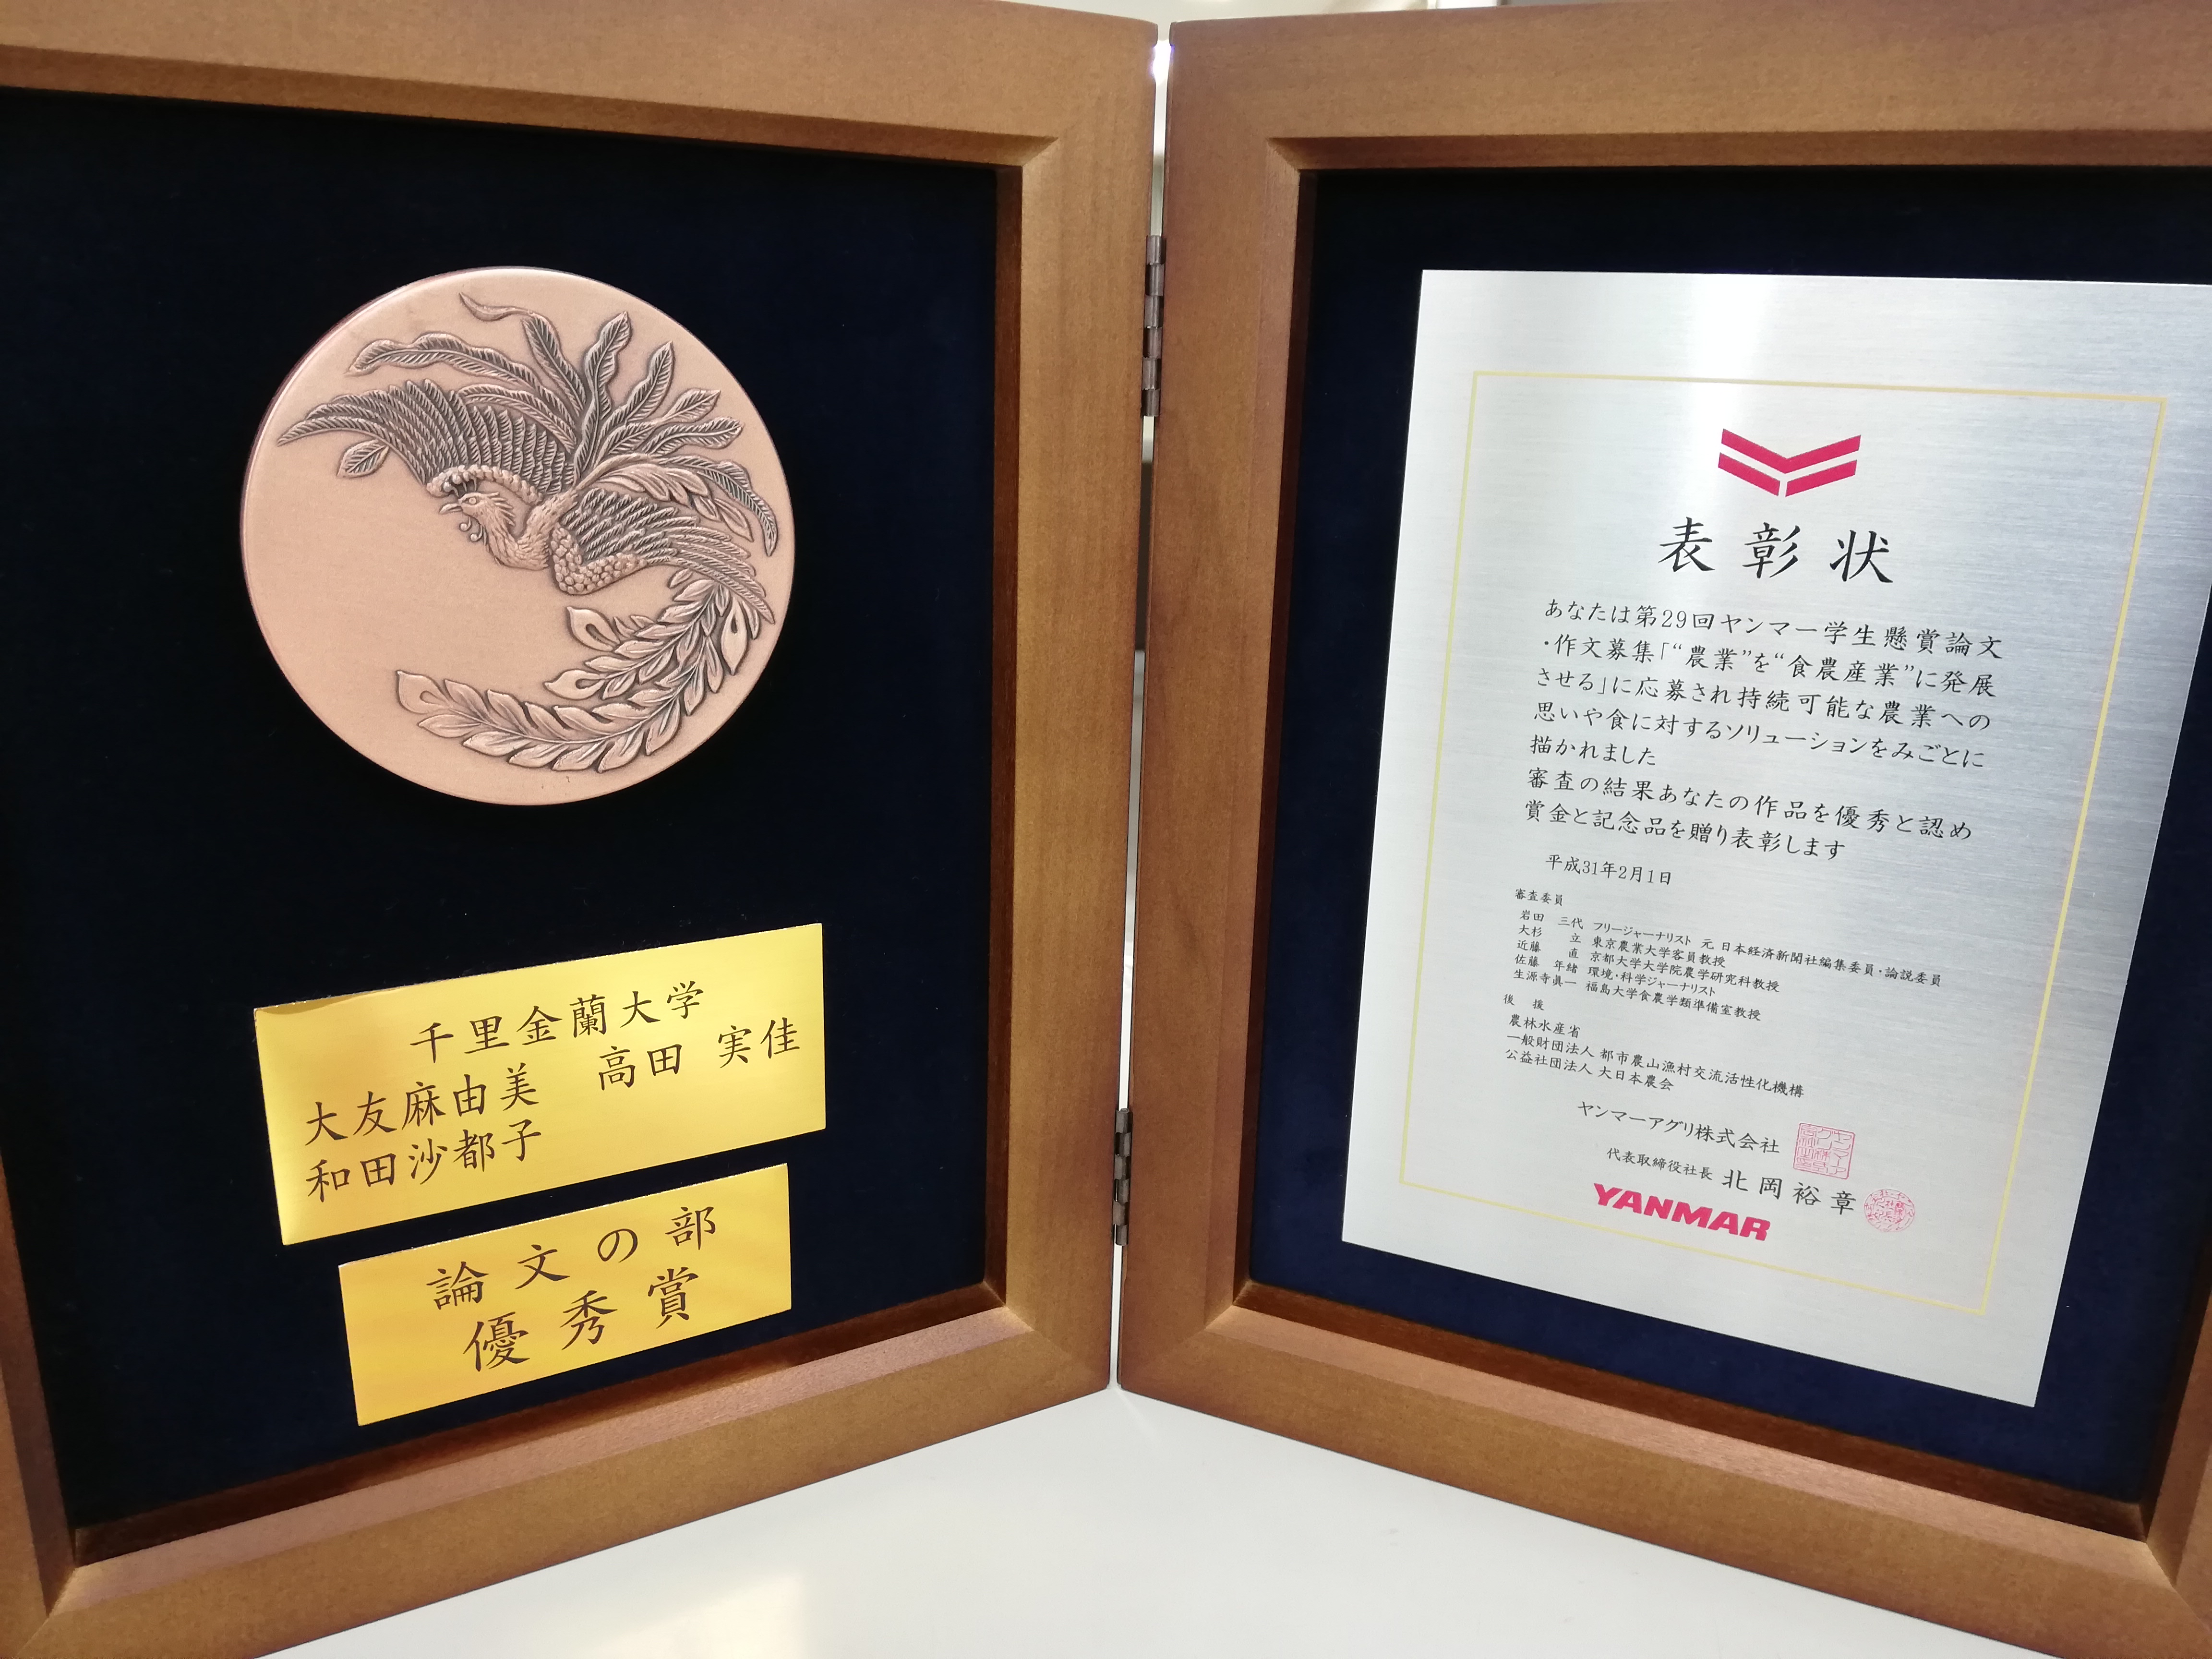 千里金蘭大学
大友麻由美 高田 実佳
和田沙都子
論文の部
優秀賞
表彰状
あなたは第29回ヤンマー学生懸賞論文
・作文募集「“農業”を“食農産業”に発展
させる」に応募され持続可能な農業への
思いや食に対するソリューションをみごとに
描かれました
審査の結果あなたの作品を優秀と認め
賞金と記念品を贈り表彰します
平成31年2月1日
審査委員
岩田 三代 フリージャーナリスト 元 日本経済新聞社編集委員・論説委員
大杉 立 東京農業大学客員教授
近藤 直 京都大学大学院農学研究科教授
佐藤 年緒 環境・科学ジャーナリスト
生源寺眞一 福島大学食農学類準備室教授
後 援
農林水産省
一般財団法人 都市農山漁村交流活性化機構
公益社団法人 大日本農会
ヤンマーアグリ株式会社
代表取締役社長 北岡裕章
YANMAR